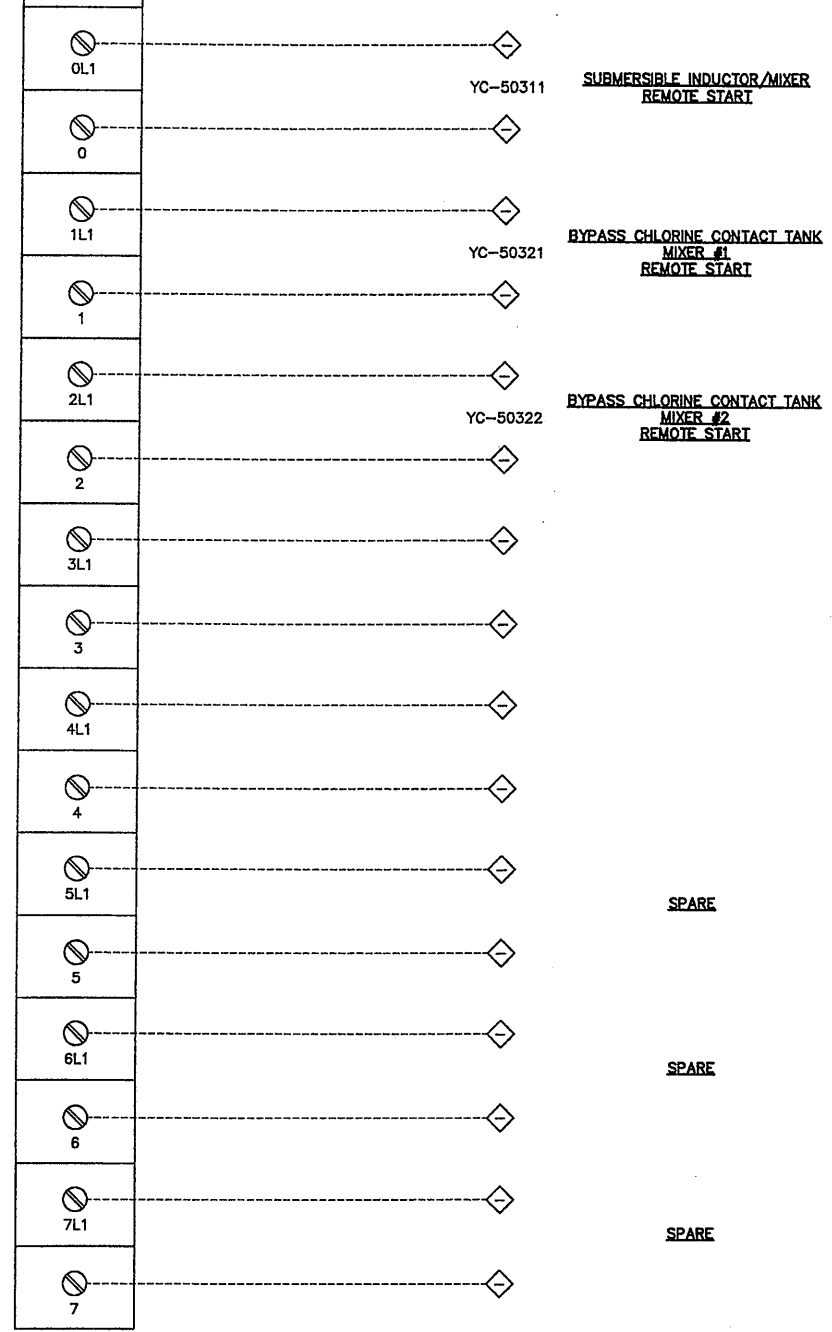 0L1
YC-50311
SUBMERSIBLE INDUCTOR/MIXER
REMOTE START
0
1L1
YC-50321
BYPASS CHLORINE CONTACT TANK
MIXER #1
REMOTE START
1
2L1
YC-50322
BYPASS CHLORINE CONTACT TANK
MIXER #2
REMOTE START
2
3L1
3
4L1
4
5L1
SPARE
5
6L1
SPARE
6
7L1
SPARE
7